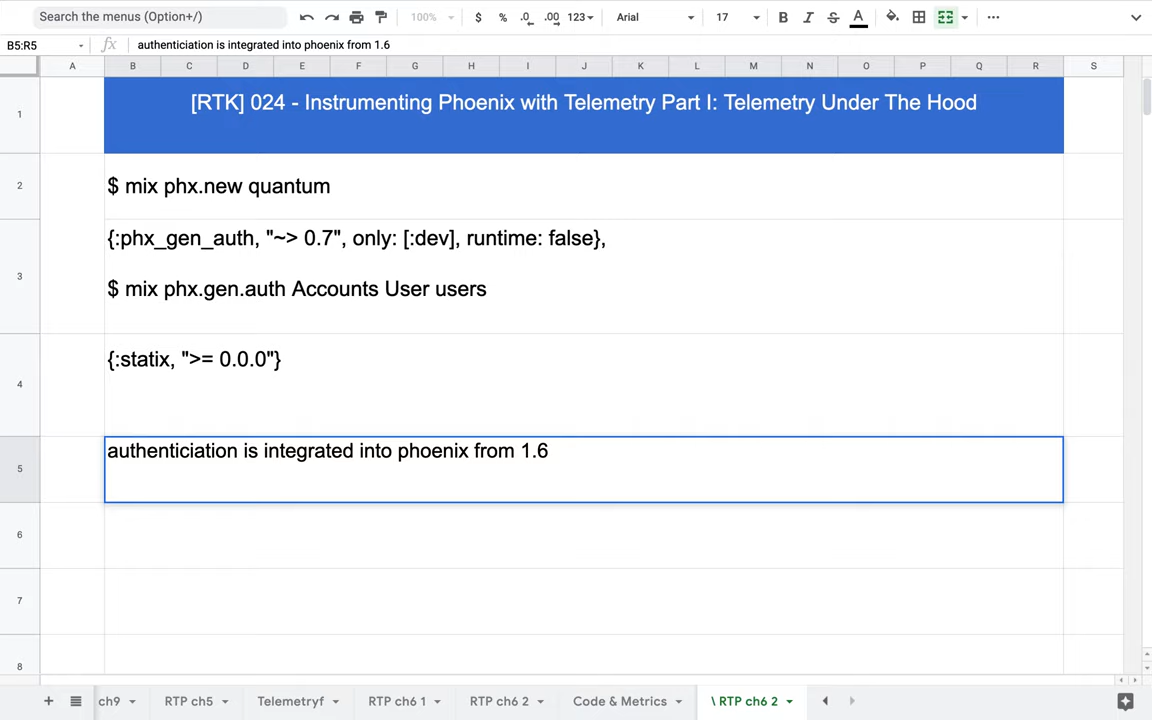 Search the menus (Option+/)
100%
$
%
.0
.00
123
Arial
17
B
I
S
A
B5:R5
fx
authenticiation is integrated into phoenix from 1.6
A B C D E F G H I J K L M N O P Q R S
1
[RTK] 024 - Instrumenting Phoenix with Telemetry Part I: Telemetry Under The Hood
2
$ mix phx.new quantum
3
{:phx_gen_auth, "~> 0.7", only: [:dev], runtime: false},
$ mix phx.gen.auth Accounts User users
4
{:statix, ">= 0.0.0"}
5
authenticiation is integrated into phoenix from 1.6
6
7
8
ch9
RTP ch5
Telemetryf
RTP ch6 1
RTP ch6 2
Code & Metrics
\ RTP ch6 2